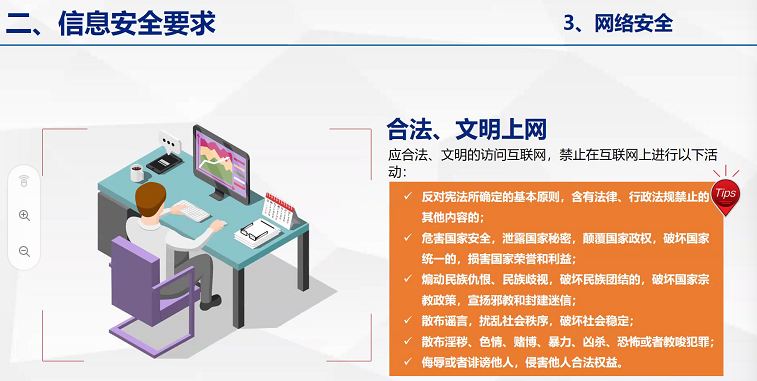 二、信息安全要求
3、网络安全
合法、文明上网
应合法、文明的访问互联网，禁止在互联网上进行以下活
动：
Tips
✓ 反对宪法所确定的基本原则，含有法律、行政法规禁止的
其他内容的；
✓ 危害国家安全，泄露国家秘密，颠覆国家政权，破坏国家
统一的，损害国家荣誉和利益；
✓ 煽动民族仇恨、民族歧视，破坏民族团结的，破坏国家宗
教政策，宣扬邪教和封建迷信；
✓ 散布谣言，扰乱社会秩序，破坏社会稳定；
✓ 散布淫秽、色情、赌博、暴力、凶杀、恐怖或者教唆犯罪；
✓ 侮辱或者诽谤他人，侵害他人合法权益。